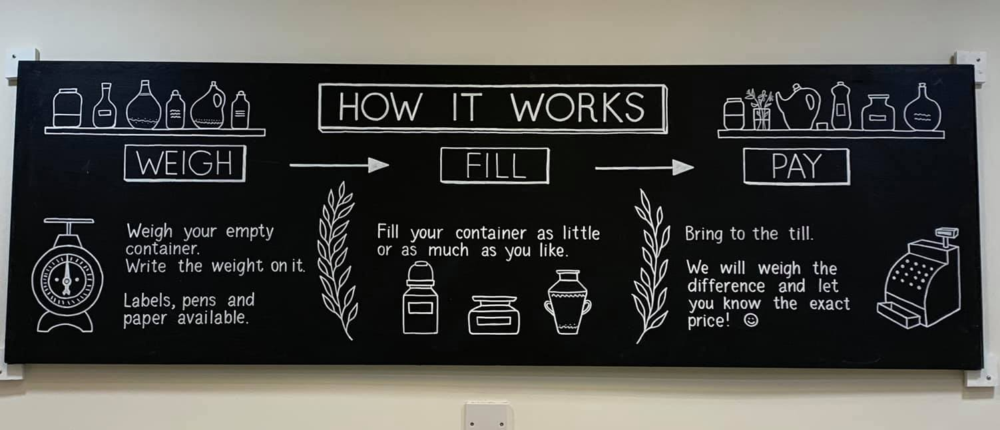 HOW IT WORKS
WEIGH
FILL
PAY
Weigh your empty
container.
Write the weight on it.
Labels, pens and
paper available.
Fill your container as little
or as much as you like.
Bring to the till.
We will weigh the
difference and let
you know the exact
price! ☺